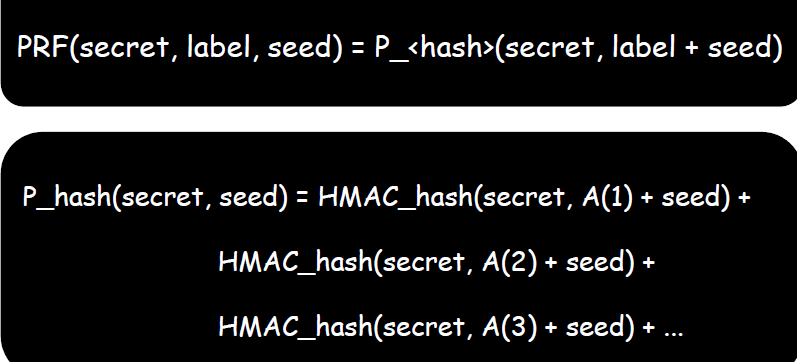 PRF(secret, label, seed) = P_<hash>(secret, label + seed)
P_hash(secret, seed) = HMAC_hash(secret, A(1) + seed) +
HMAC_hash(secret, A(2) + seed) +
HMAC_hash(secret, A(3) + seed) + ...